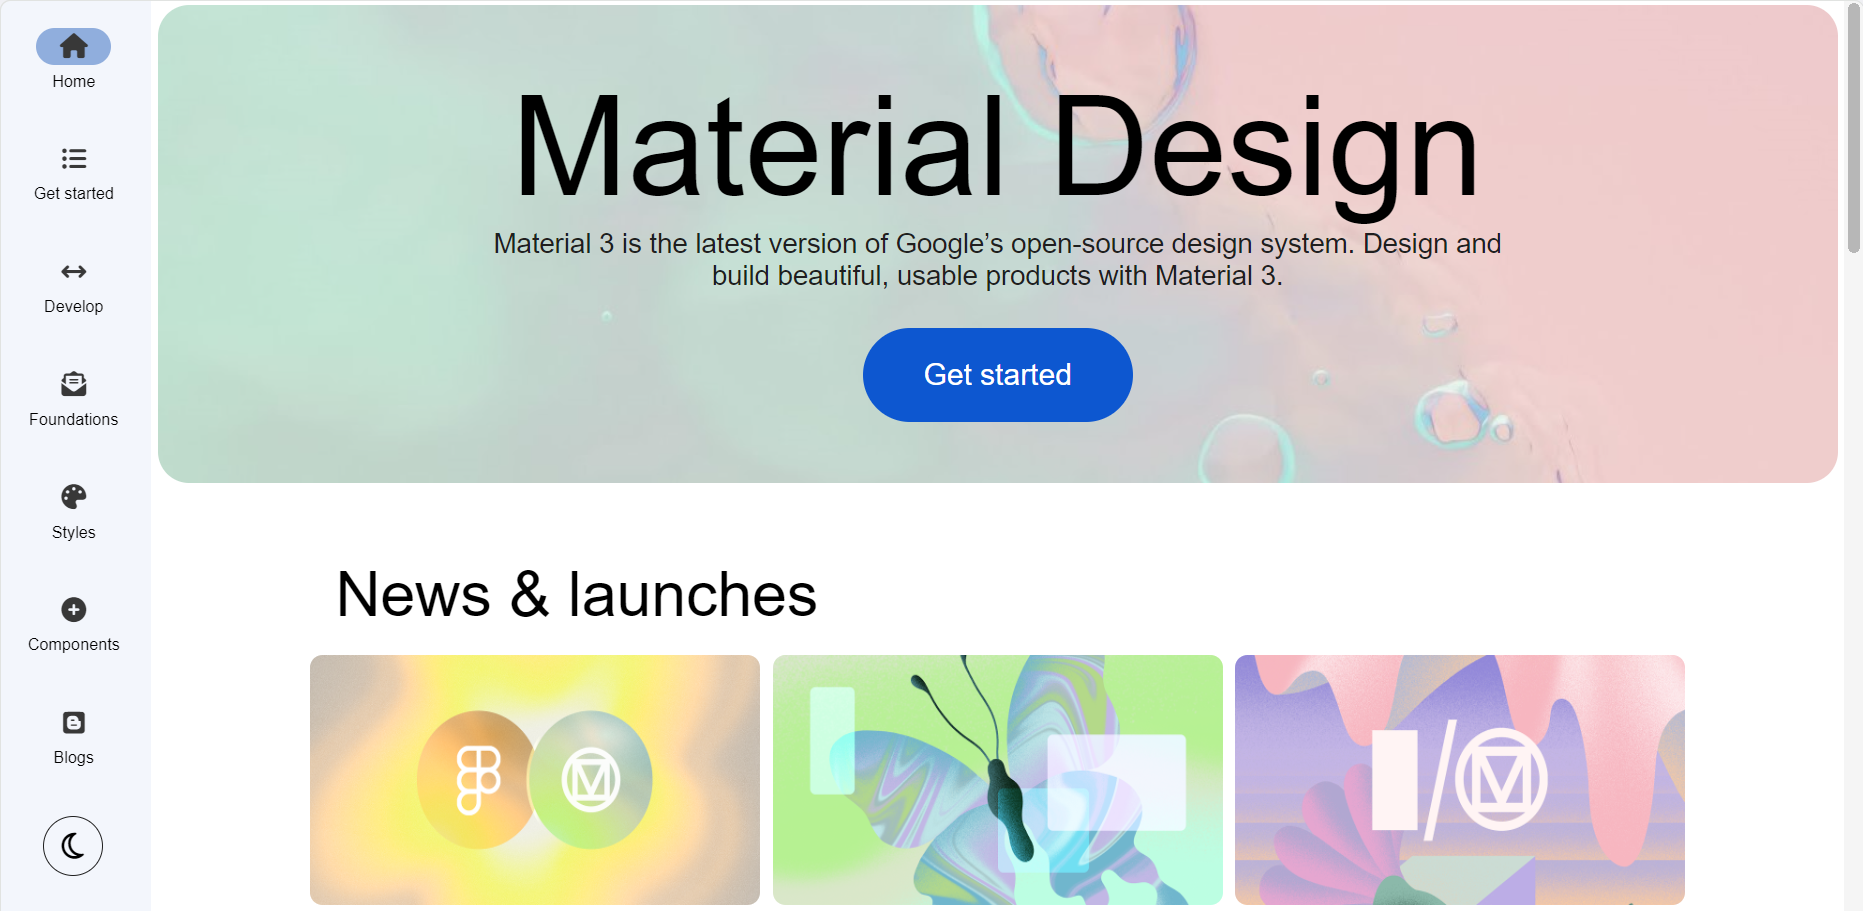 Home
Get started
Develop
Foundations
Styles
Components
Blogs
Material Design
Material 3 is the latest version of Google’s open-source design system. Design and
build beautiful, usable products with Material 3.
Get started
News & launches
I/O